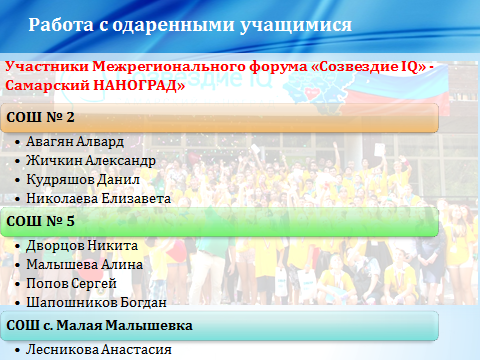 Работа с одаренными учащимися
Участники Межрегионального форума «Созвездие IQ» -
Самарский НАНОГРАД»
СОШ № 2
• Авагян Алвард
• Жичкин Александр
• Кудряшов Данил
• Николаева Елизавета
СОШ № 5
• Дворцов Никита
• Малышева Алина
• Попов Сергей
• Шапошников Богдан
СОШ с. Малая Малышевка
• Лесникова Анастасия